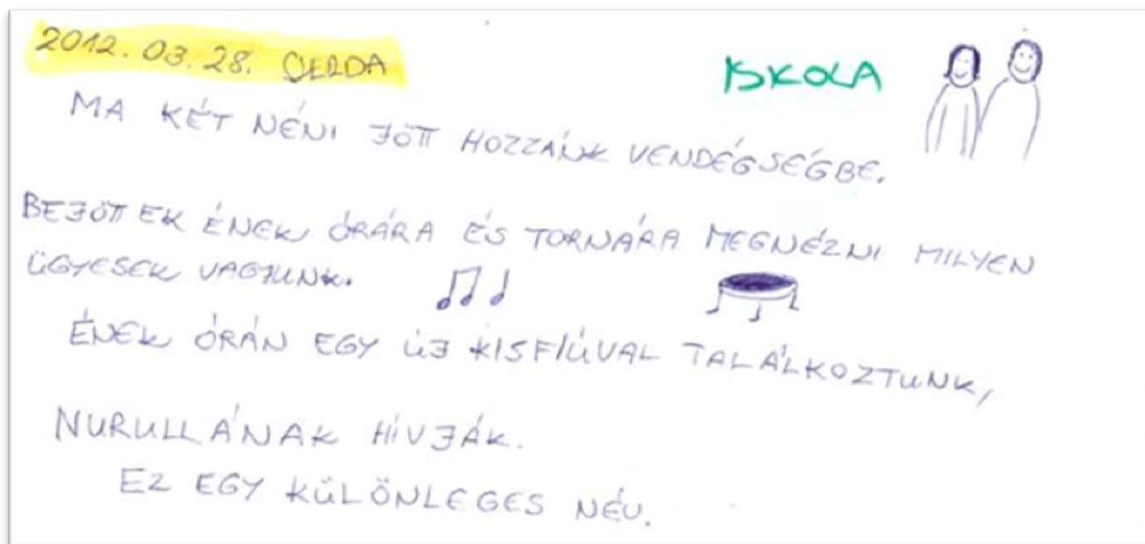 2012.03.28. SZERDA
ISKOLA
MA KÉT NÉNI JÖTT HOZZÁNK VENDÉGSÉGBE.
BEJÖTTEK ÉNEK ÓRÁRA ÉS TORNÁRA MEGNÉZNI MILYEN
ÜGYESEK VAGYUNK.
ÉNEK ÓRÁN EGY ÚJ KISFIÚVAL TALÁLKOZTUNK,
NURULLÁNAK HÍVJÁK.
EZ EGY KÜLÖNLEGES NÉV.